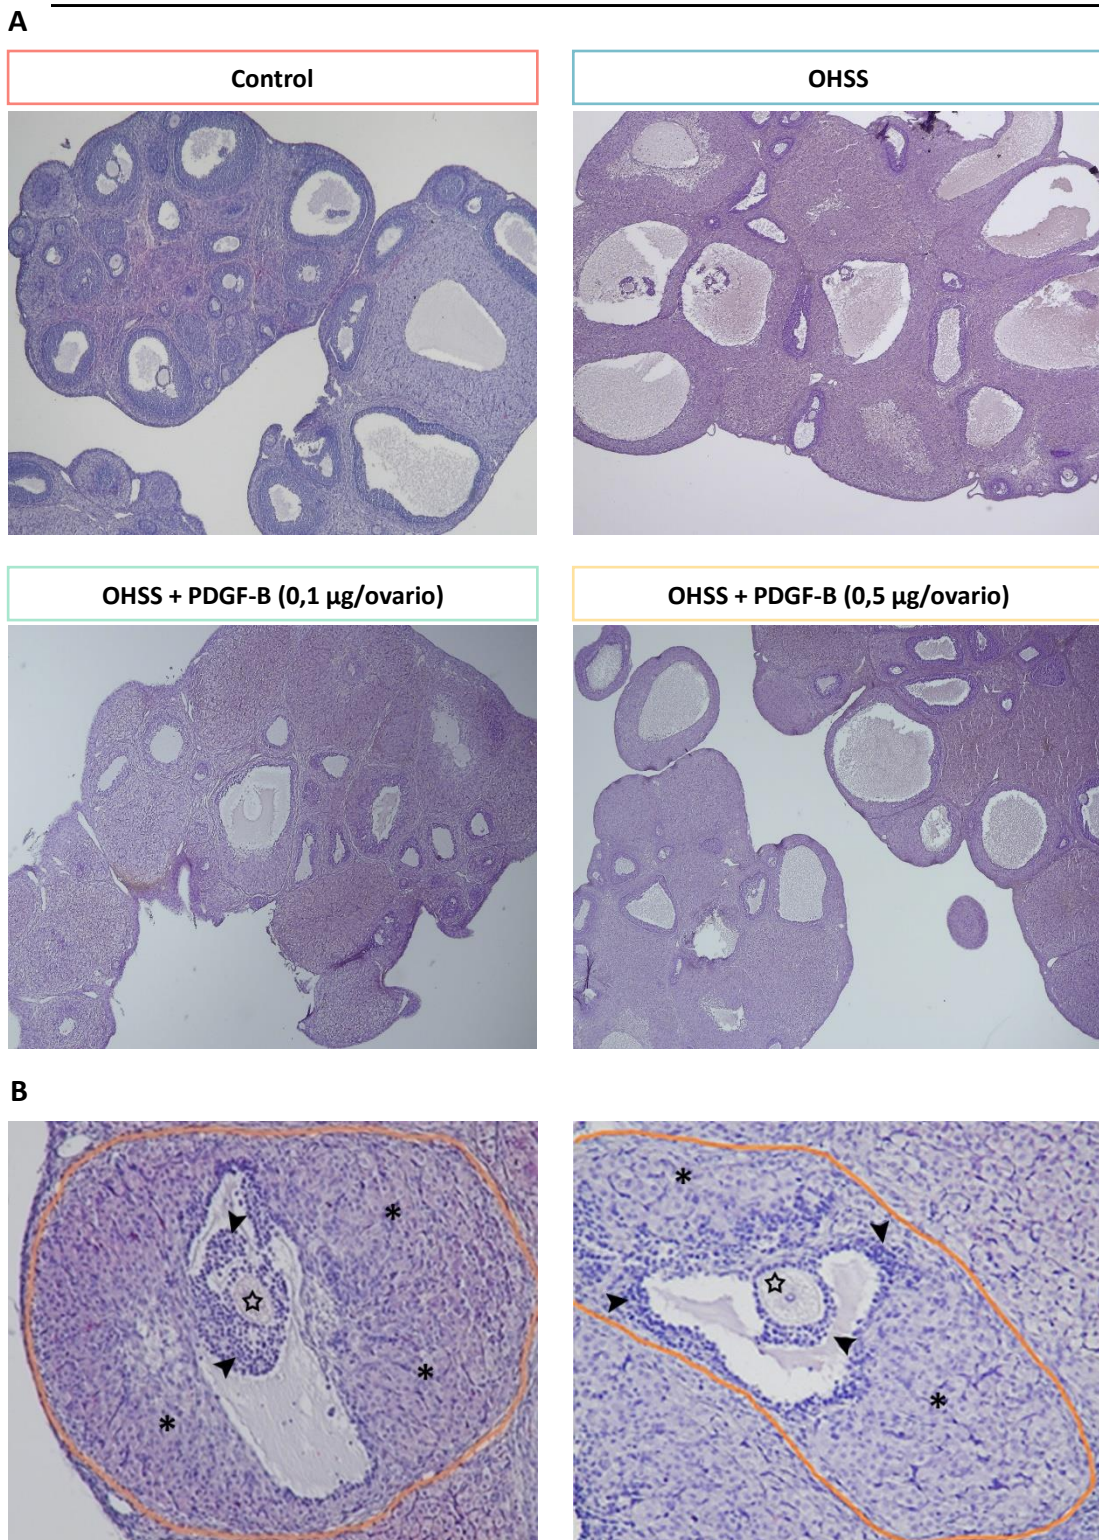 A
Control
OHSS
OHSS + PDGF-B (0,1 µg/ovario)
OHSS + PDGF-B (0,5 µg/ovario)
B